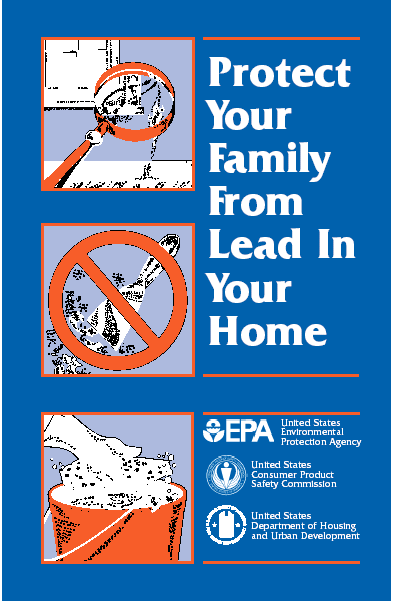 Protect
Your
Family
From
Lead In
Your
Home
EPA
United States
Environmental
Protection Agency
United States
Consumer Product
Safety Commission
United States
Department of Housing
and Urban Development